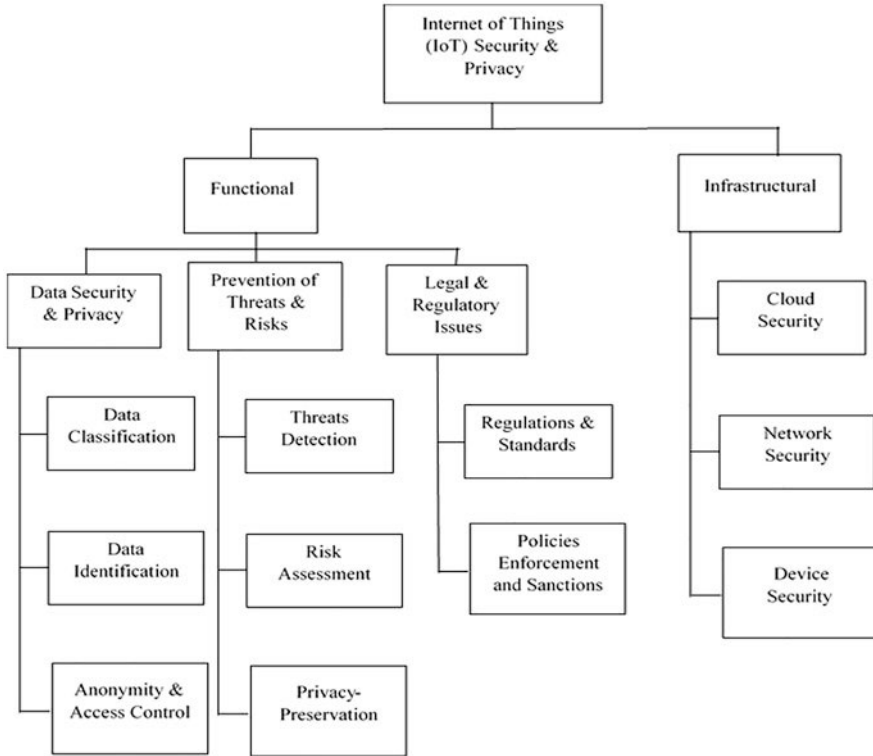 Internet of Things
(IoT) Security &
Privacy
Functional
Infrastructural
Data Security
& Privacy
Prevention of
Threats &
Risks
Legal &
Regulatory
Issues
Cloud
Security
Data
Classification
Threats
Detection
Regulations &
Standards
Network
Security
Data
Identification
Risk
Assessment
Policies
Enforcement
and Sanctions
Device
Security
Anonymity &
Access Control
Privacy-
Preservation